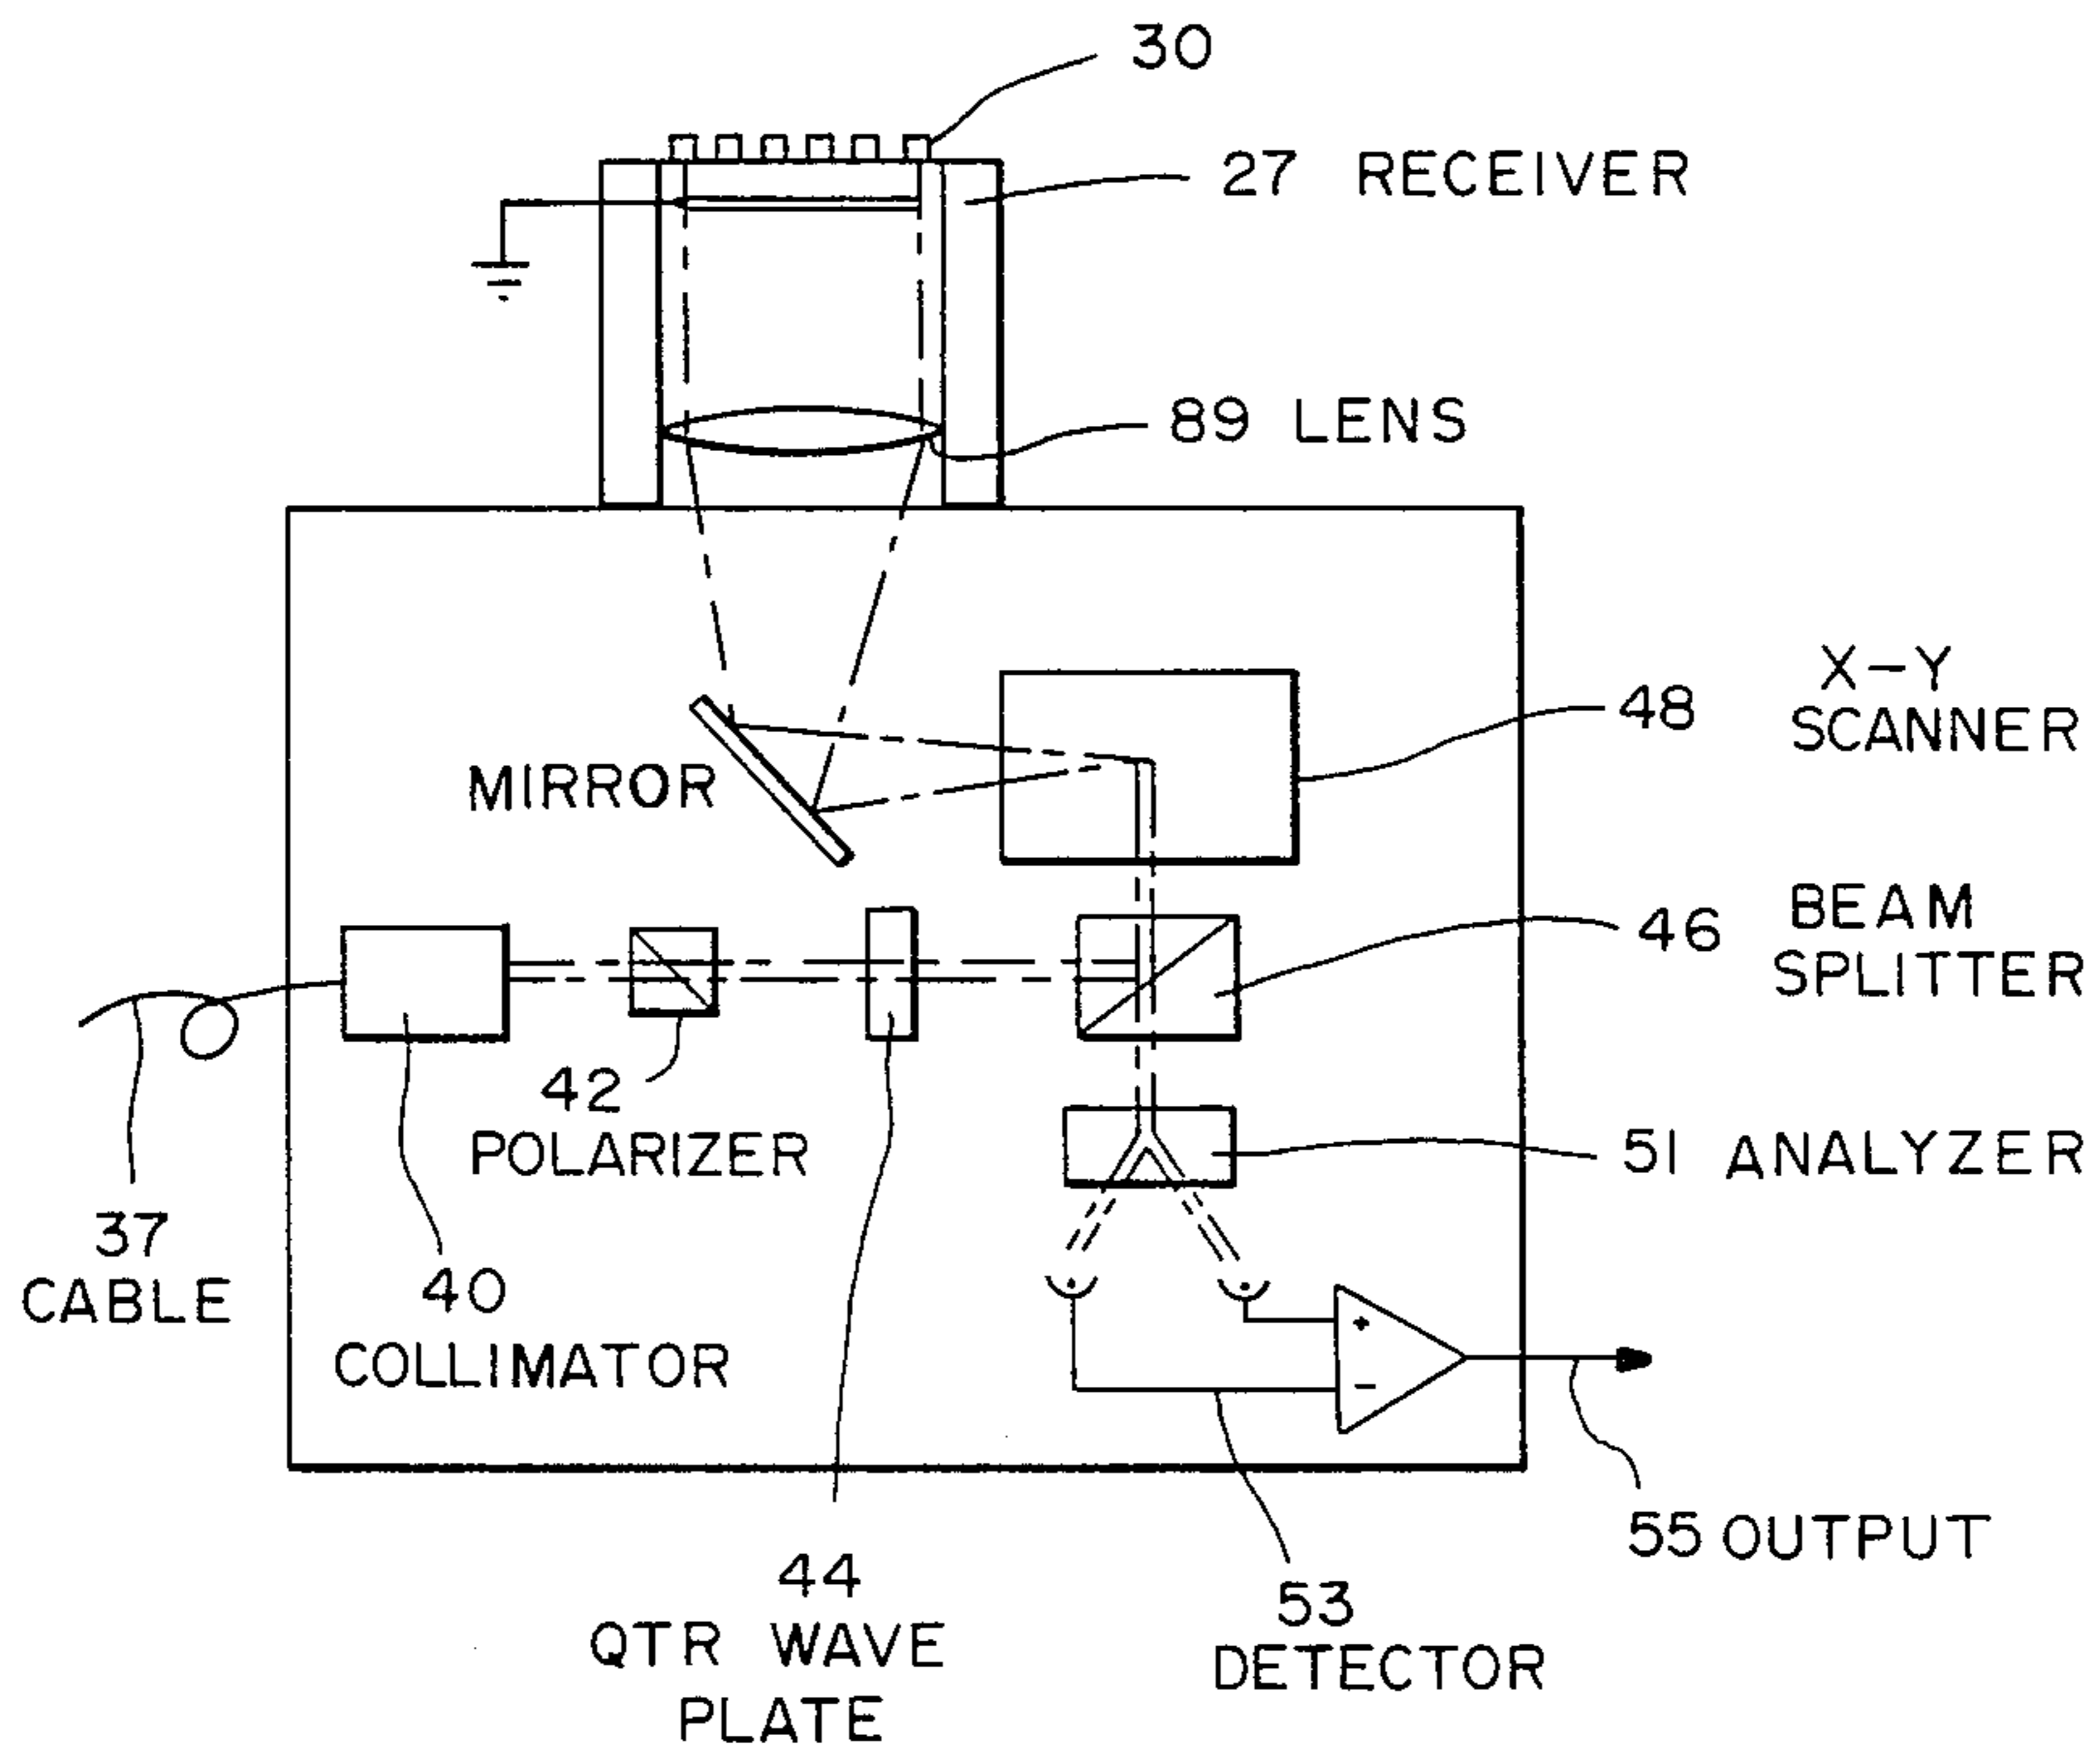 30
27 RECEIVER
89 LENS
X-Y
48 SCANNER
MIRROR
46 BEAM
SPLITTER
42
POLARIZER
51 ANALYZER
37
CABLE
40
COLLIMATOR
+
-
55 OUTPUT
44
QTR WAVE
PLATE
53
DETECTOR